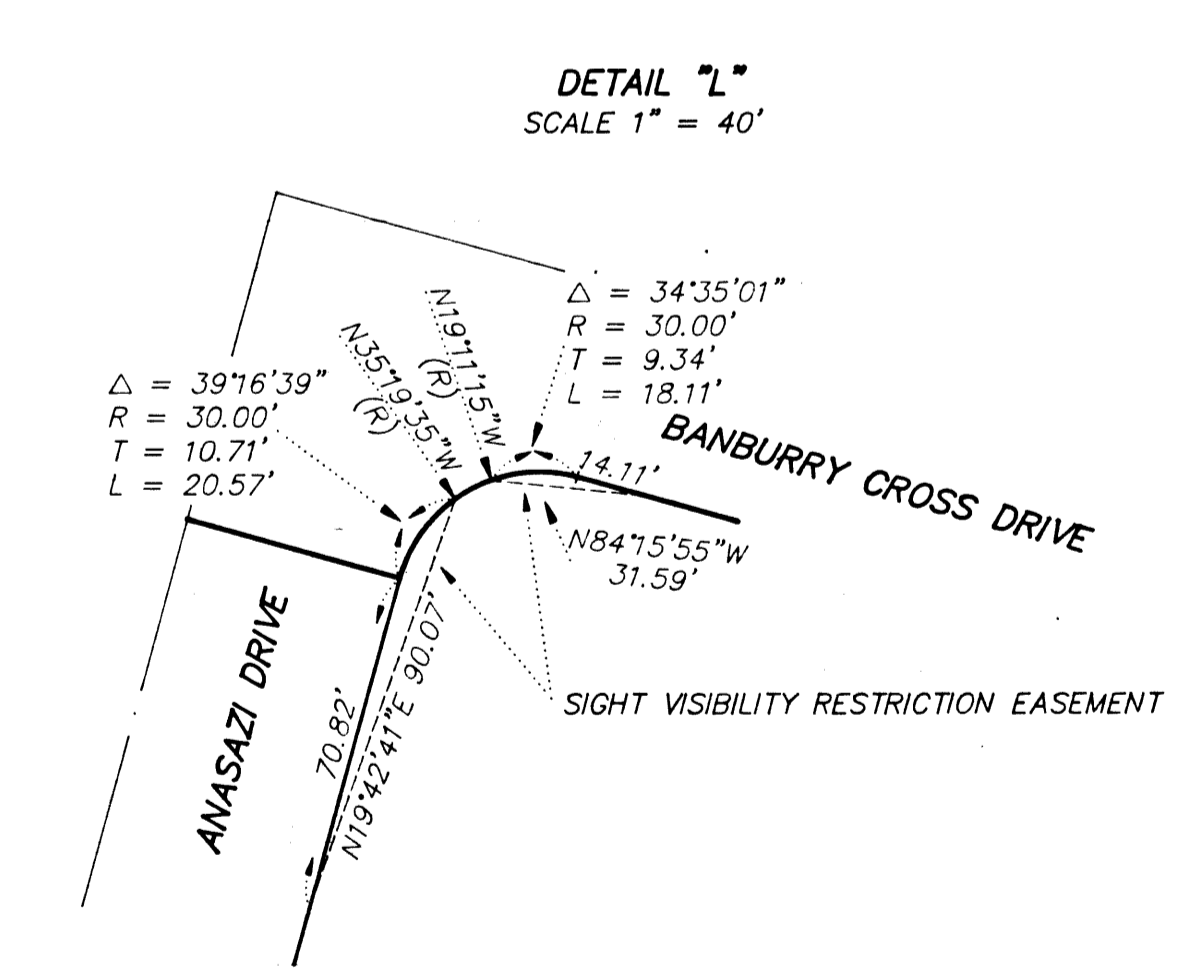 DETAIL "L"
SCALE 1" = 40'
△ = 34°35'01"
R = 30.00'
T = 9.34'
L = 18.11'
N19°11'15"W
(R)
N35°19'35"W
(R)
△ = 39°16'39"
R = 30.00'
T = 10.71'
L = 20.57'
BANBURRY CROSS DRIVE
14.11'
N84°15'55"W
31.59'
ANASAZI DRIVE
70.82'
N19°42'41"E 90.07'
SIGHT VISIBILITY RESTRICTION EASEMENT